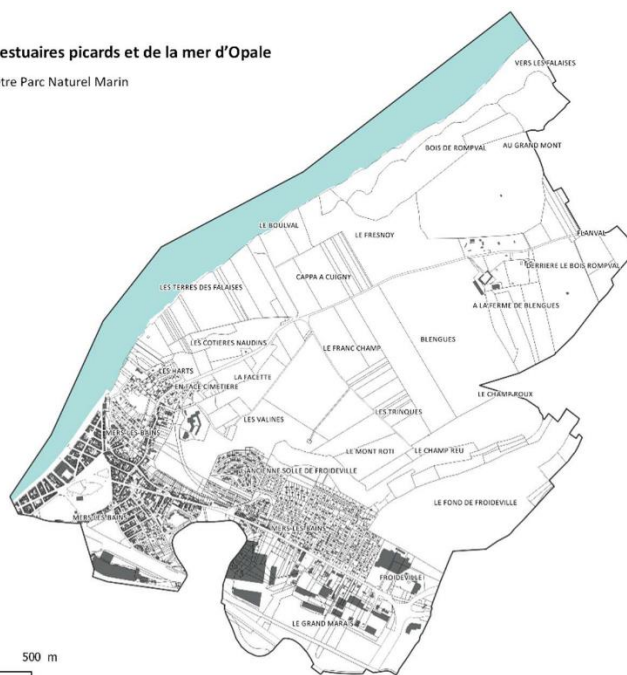 estuaires picards et de la mer d’Opale
tre Parc Naturel Marin
VERS LES FALAISES
BOIS DE ROMPVAL
AU GRAND MONT
LE BOULVAL
LE FRESNOY
PLANVAL
CAPPA A CUIGNY
DERRIERE LE BOIS ROMPVAL
LES TERRES DES FALAISES
A LA FERME DE BLENGUES
LES COTIERES NAUDINS
LE FRANC CHAMP
BLENGUES
LES HARTS
LA FACETTE
EN FACE CIMETIERE
LE CHAMP ROUX
LES VALINES
LES TRINQUES
MERS-LES-BAINS
LE MONT ROTI
LE CHAMP REU
ANCIENNE SOLLE DE FROIDEVILLE
LE FOND DE FROIDEVILLE
MERS-LES-BAINS
MERS-LES-BAINS
FROIDEVILLE
LE GRAND MARAIS
500 m